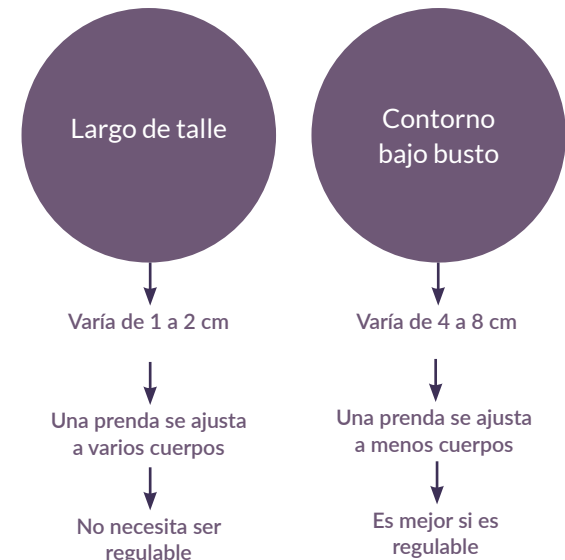 Largo de talle
Varía de 1 a 2 cm
Una prenda se ajusta
a varios cuerpos
No necesita ser
regulable
Contorno
bajo busto
Varía de 4 a 8 cm
Una prenda se ajusta
a menos cuerpos
Es mejor si es
regulable